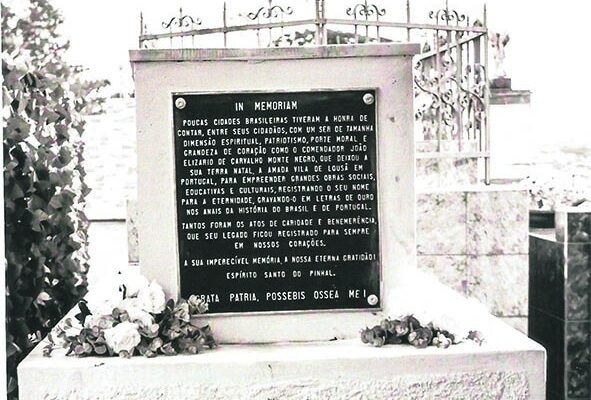 IN MEMORIAM
POUCAS CIDADES BRASILEIRAS TIVERAM A HONRA DE
CONTAR, ENTRE SEUS CIDADÃOS, COM UM SER DE TAMANHA
DIMENSÃO ESPIRITUAL, PATRIOTISMO, PORTE MORAL E
GRANDEZA DE CORAÇÃO COMO O COMENDADOR JOÃO
ELIZARIO DE CARVALHO MONTE NEGRO, QUE DEIXOU A
SUA TERRA NATAL, A AMADA VILA DE LOUSÃ EM
PORTUGAL, PARA EMPREENDER GRANDES OBRAS SOCIAIS,
EDUCATIVAS E CULTURAIS, REGISTRANDO O SEU NOME
PARA A ETERNIDADE, GRAVANDO-O EM LETRAS DE OURO
NOS ANAIS DA HISTÓRIA DO BRASIL E DE PORTUGAL.
TANTOS FORAM OS ATOS DE CARIDADE E BENEMERÊNCIA,
QUE SEU LEGADO FICOU REGISTRADO PARA SEMPRE
EM NOSSOS CORAÇÕES.
A SUA IMPERECÍVEL MEMÓRIA, A NOSSA ETERNA GRATIDÃO!
ESPÍRITO SANTO DO PINHAL.
PATRIA, POSSEBIS OSSEA ME!